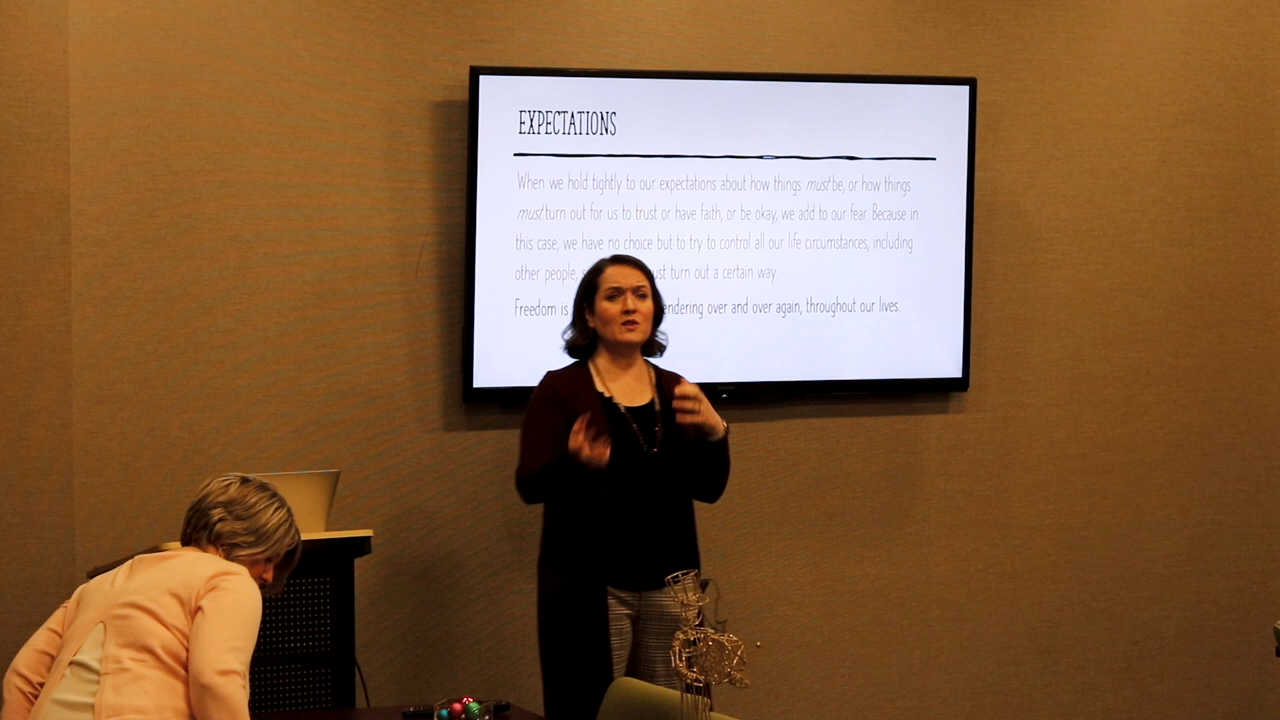 EXPECTATIONS
When we hold tightly to our expectations about how things must be, or how things
must turn out for us to trust or have faith, or be okay, we add to our fear. Because in
this case, we have no choice but to try to control all our life circumstances, including
other people, turn out a certain way.
Freedom is over and over again, throughout our lives.